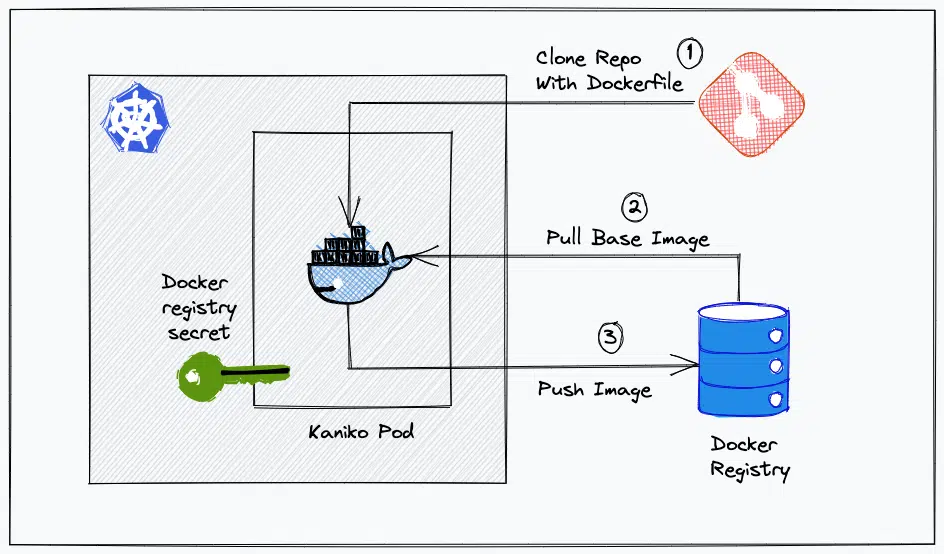 1
Clone Repo
With Dockerfile
2
Pull Base Image
Docker
registry
secret
3
Push Image
Kaniko Pod
Docker
Registry